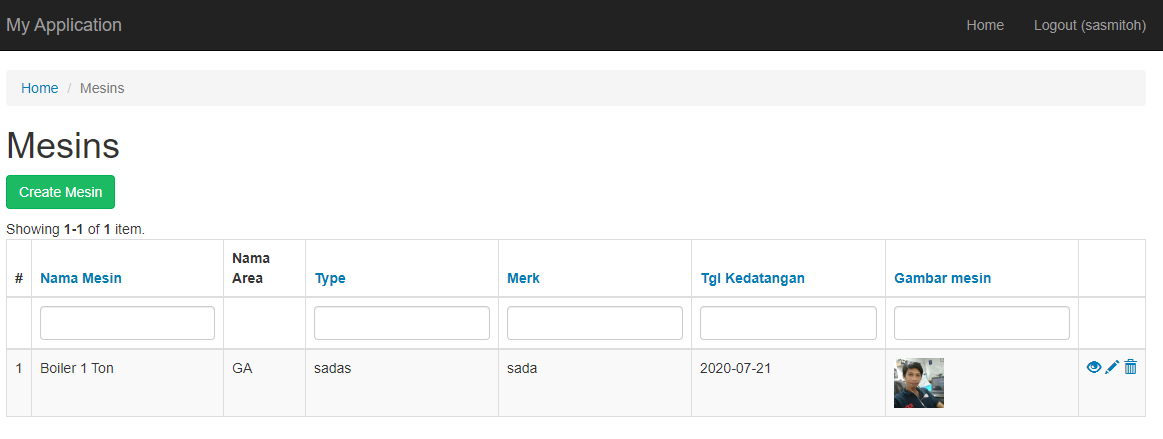 My Application
Home
Logout (sasmitoh)
Home / Mesins
Mesins
Create Mesin
Showing 1-1 of 1 item.
# Nama Mesin Nama Area Type Merk Tgl Kedatangan Gambar mesin
1 Boiler 1 Ton GA sadas sada 2020-07-21